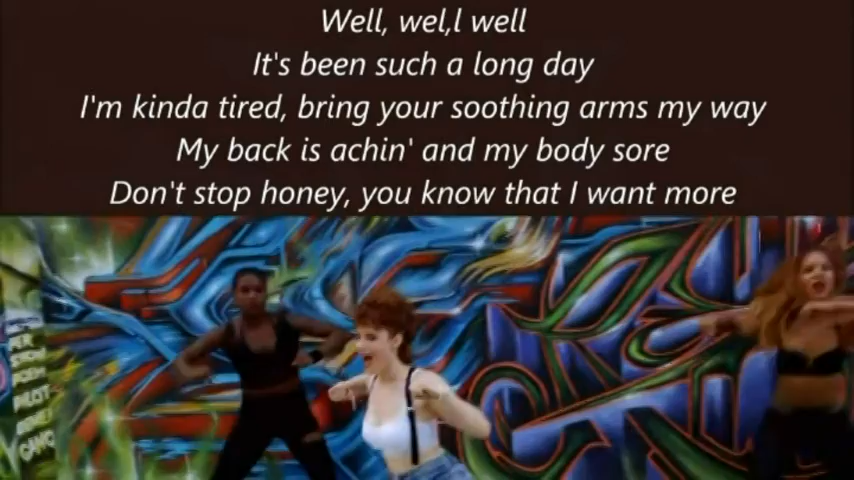 Well, wel,l well
It's been such a long day
I'm kinda tired, bring your soothing arms my way
My back is achin' and my body sore
Don't stop honey, you know that I want more